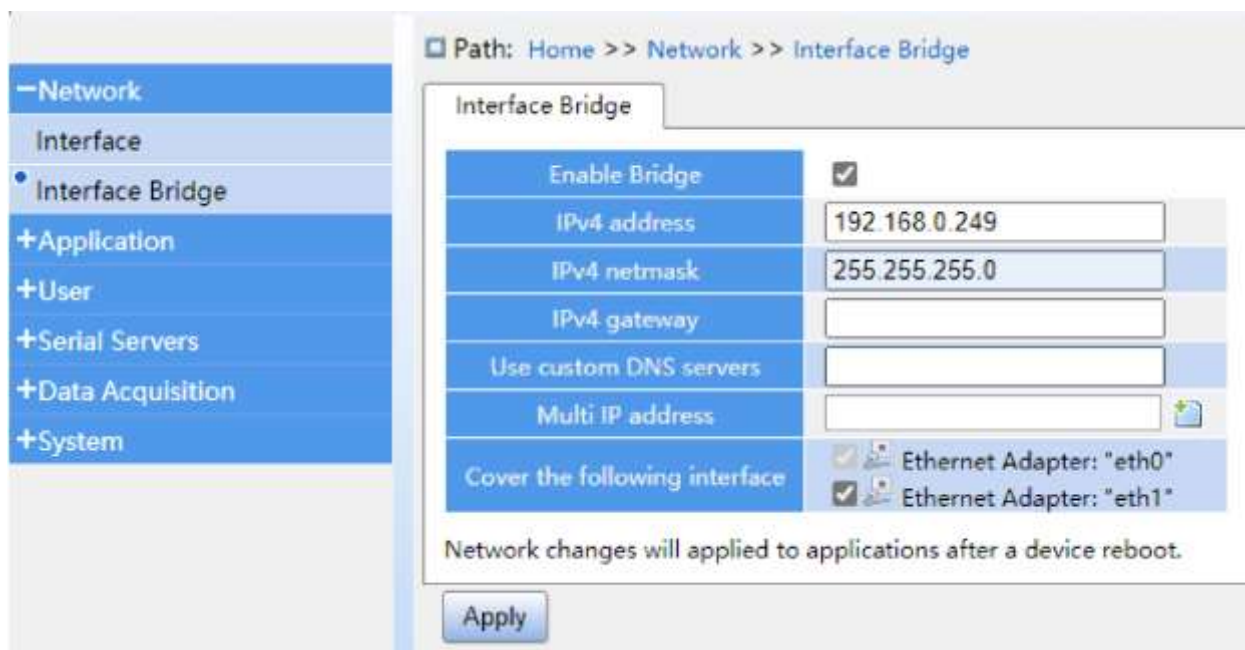 Path: Home >> Network >> Interface Bridge
−Network
Interface
Interface Bridge
+Application
+User
+Serial Servers
+Data Acquisition
+System
Interface Bridge
Enable Bridge
IPv4 address 192.168.0.249
IPv4 netmask 255.255.255.0
IPv4 gateway
Use custom DNS servers
Multi IP address
Cover the following interface
Ethernet Adapter: "eth0"
Ethernet Adapter: "eth1"
Network changes will applied to applications after a device reboot.
Apply